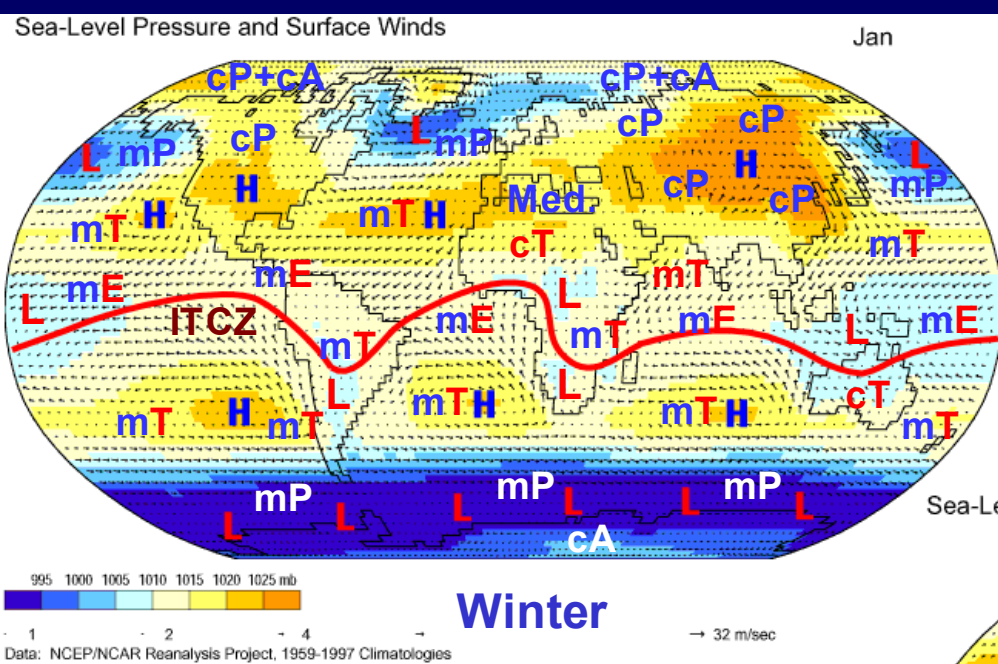 Sea-Level Pressure and Surface Winds
Jan
cP+cA cP+cA
cP cP cP
L mP L mP L
H H
cP cP mP
mT H mT H Med.
cT mT mT
mE mE L
L ITCZ mE mT mE L mE
mT
L L cT
mT H mT mT H mT H mT
mP mP mP
L L L L L L
cA
Sea-Le
995 1000 1005 1010 1015 1020 1025 mb
Winter
1 2 4 → → 32 m/sec
Data: NCEP/NCAR Reanalysis Project, 1959-1997 Climatologies